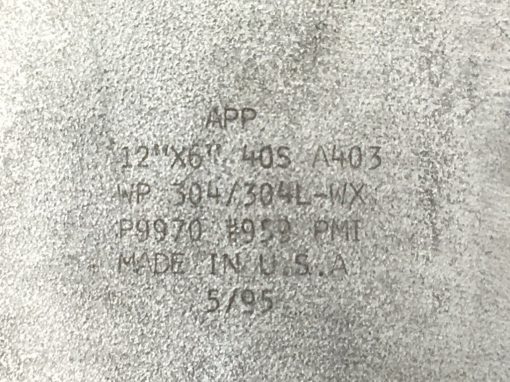 APP
12"X6" 40S A403
WP 304/304L-WX
P9970 #959 PMI
MADE IN U.S.A
5/95